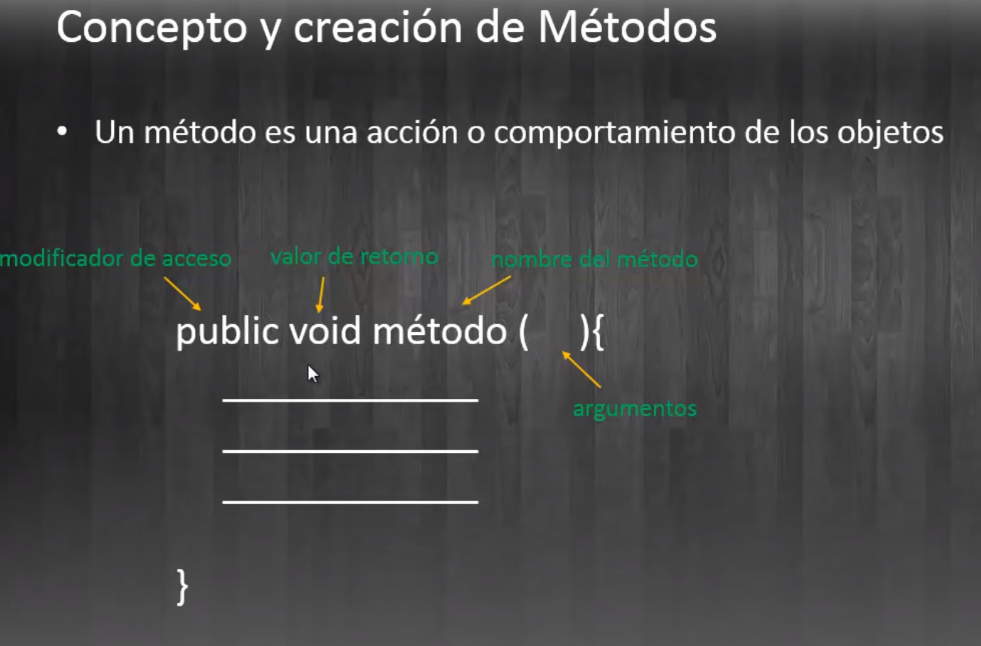 Concepto y creación de Métodos
• Un método es una acción o comportamiento de los objetos
modificador de acceso valor de retorno nombre del método
public void método ( ){
argumentos
}